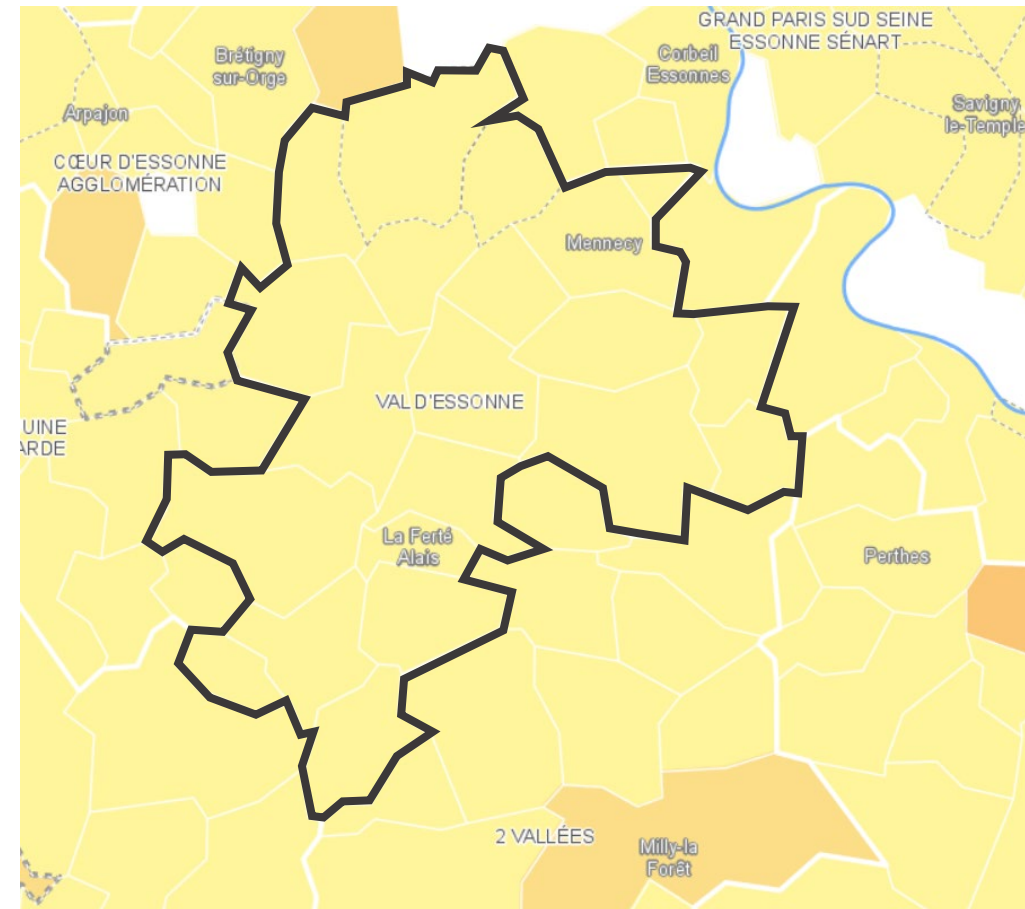 GRAND PARIS SUD SEINE
ESSONNE SÉNART
Brétigny
sur-Orge
Corbeil
Essonnes
Savigny
le-Temple
Arpajon
CŒUR D'ESSONNE
AGGLOMÉRATION
Mennecy
VAL D'ESSONNE
UINE
ARDE
La Ferté
Alais
Perthes
2 VALLÉES
Milly-la
Forêt